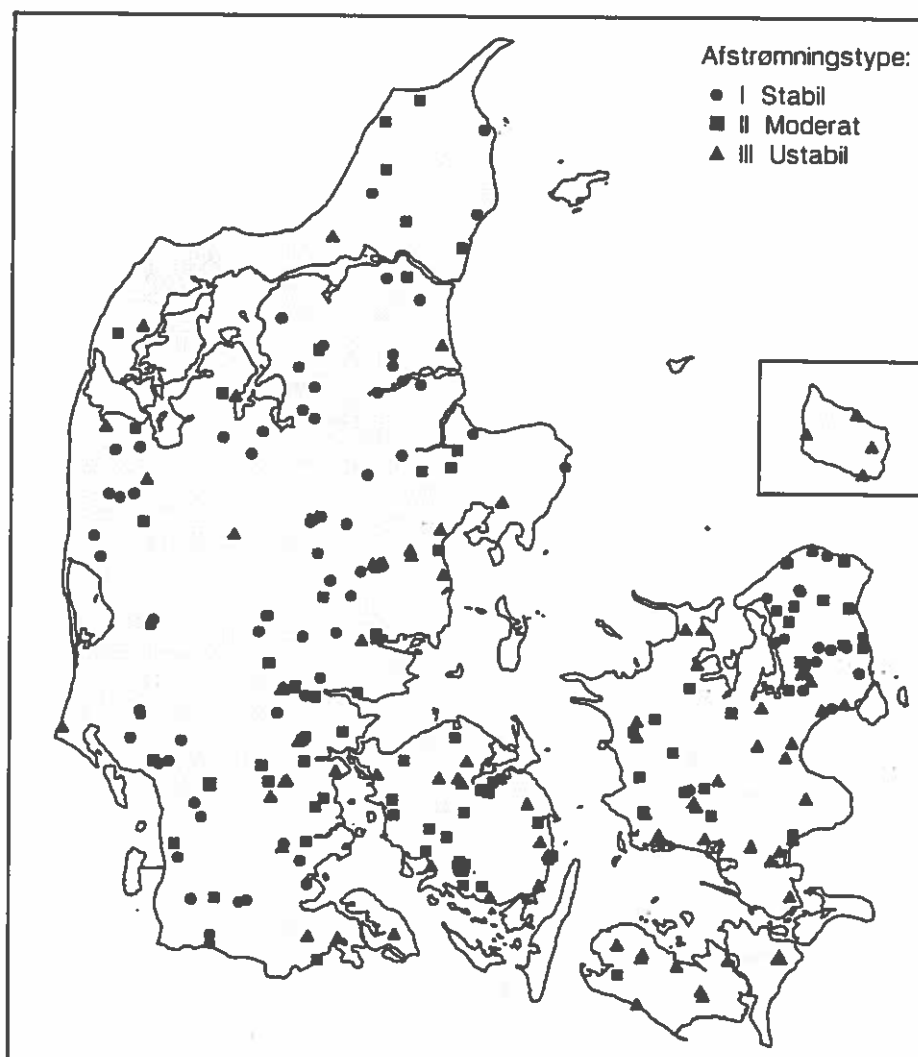 Afstrømningstype:
● I Stabil
■ II Moderat
▲ III Ustabil